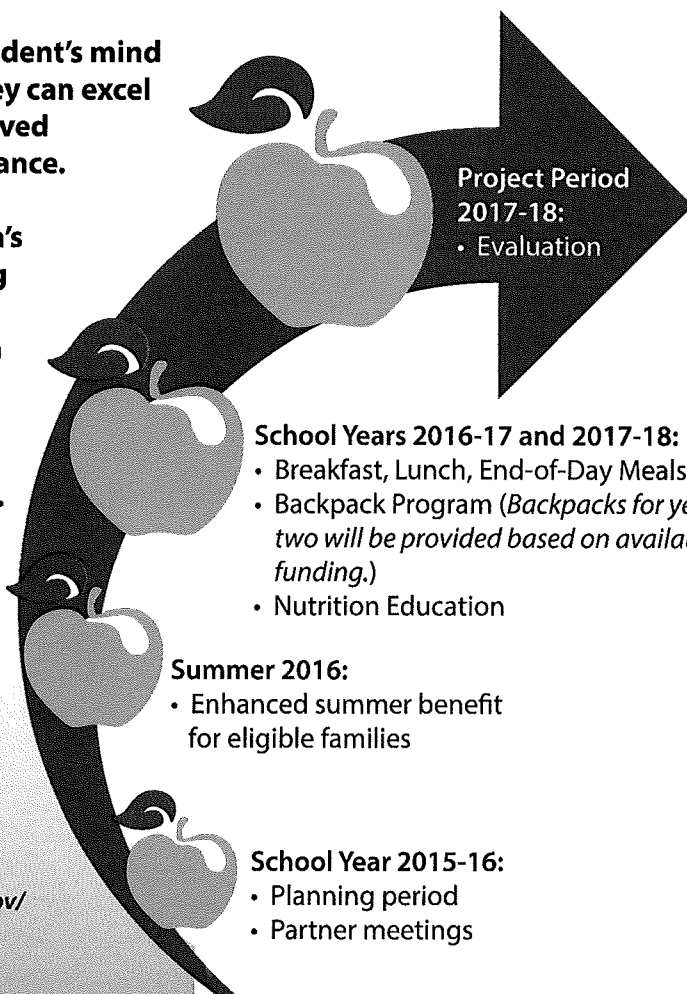 dent's mind
ey can excel
ved
ance.
n's
g
Project Period
2017-18:
• Evaluation
School Years 2016-17 and 2017-18:
• Breakfast, Lunch, End-of-Day Meals
• Backpack Program (Backpacks for ye
two will be provided based on availa
funding.)
• Nutrition Education
Summer 2016:
• Enhanced summer benefit
for eligible families
School Year 2015-16:
• Planning period
• Partner meetings
ov/